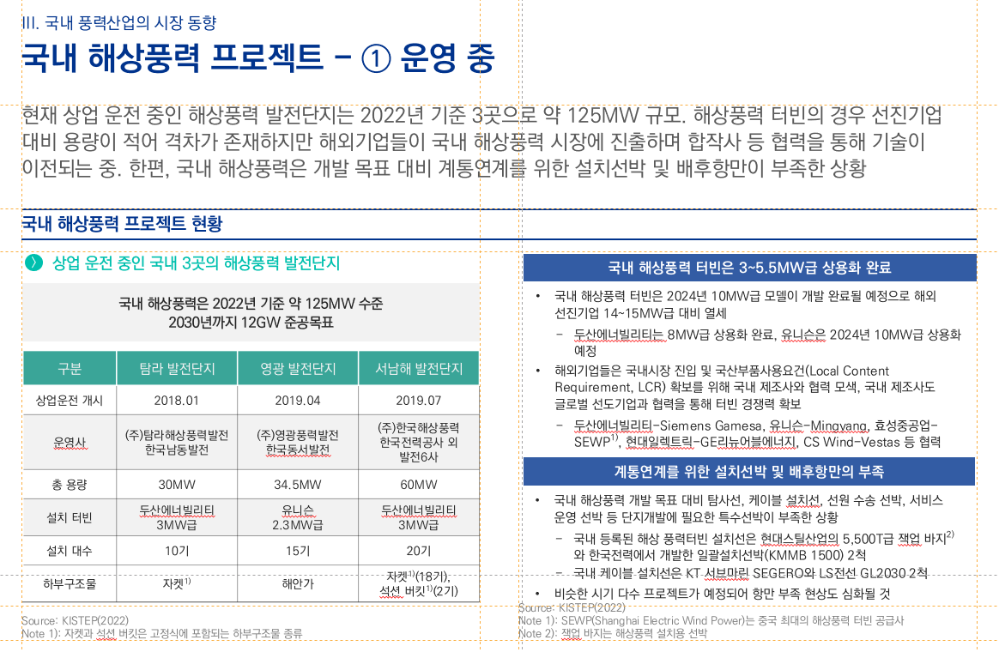 III. 국내 풍력산업의 시장 동향
국내 해상풍력 프로젝트 – ① 운영 중
현재 상업 운전 중인 해상풍력 발전단지는 2022년 기준 3곳으로 약 125MW 규모. 해상풍력 터빈의 경우 선진기업
대비 용량이 적어 격차가 존재하지만 해외기업들이 국내 해상풍력 시장에 진출하며 합작사 등 협력을 통해 기술이
이전되는 중. 한편, 국내 해상풍력은 개발 목표 대비 계통연계를 위한 설치선박 및 배후항만이 부족한 상황
국내 해상풍력 프로젝트 현황
상업 운전 중인 국내 3곳의 해상풍력 발전단지
국내 해상풍력은 2022년 기준 약 125MW 수준
2030년까지 12GW 준공목표
구분 탐라 발전단지 영광 발전단지 서남해 발전단지
상업운전 개시 2018.01 2019.04 2019.07
운영사 (주)탐라해상풍력발전 한국남동발전 (주)영광풍력발전 한국동서발전 (주)한국해상풍력 한국전력공사 외 발전6사
총 용량 30MW 34.5MW 60MW
설치 터빈 두산에너빌리티 3MW급 유니슨 2.3MW급 두산에너빌리티 3MW급
설치 대수 10기 15기 20기
하부구조물 자켓1) 해안가 자켓1)(18기), 석션 버킷1)(2기)
Source: KISTEP(2022)
Note 1): 자켓과 석션 버킷은 고정식에 포함되는 하부구조물 종류
국내 해상풍력 터빈은 3~5.5MW급 상용화 완료
• 국내 해상풍력 터빈은 2024년 10MW급 모델이 개발 완료될 예정으로 해외
선진기업 14~15MW급 대비 열세
– 두산에너빌리티는 8MW급 상용화 완료, 유니슨은 2024년 10MW급 상용화
예정
• 해외기업들은 국내시장 진입 및 국산부품사용요건(Local Content
Requirement, LCR) 확보를 위해 국내 제조사와 협력 모색, 국내 제조사도
글로벌 선도기업과 협력을 통해 터빈 경쟁력 확보
– 두산에너빌리티-Siemens Gamesa, 유니슨-Mingyang, 효성중공업-
SEWP1), 현대일렉트릭-GE리뉴어블에너지, CS Wind-Vestas 등 협력
계통연계를 위한 설치선박 및 배후항만의 부족
• 국내 해상풍력 개발 목표 대비 탐사선, 케이블 설치선, 선원 수송 선박, 서비스
운영 선박 등 단지개발에 필요한 특수선박이 부족한 상황
– 국내 등록된 해상 풍력터빈 설치선은 현대스틸산업의 5,500T급 잭업 바지2)
와 한국전력에서 개발한 일괄설치선박(KMMB 1500) 2척
– 국내 케이블 설치선은 KT 서브마린 SEGERO와 LS전선 GL2030 2척
• 비슷한 시기 다수 프로젝트가 예정되어 항만 부족 현상도 심화될 것
Source: KISTEP(2022)
Note 1): SEWP(Shanghai Electric Wind Power)는 중국 최대의 해상풍력 터빈 공급사
Note 2): 잭업 바지는 해상풍력 설치용 선박